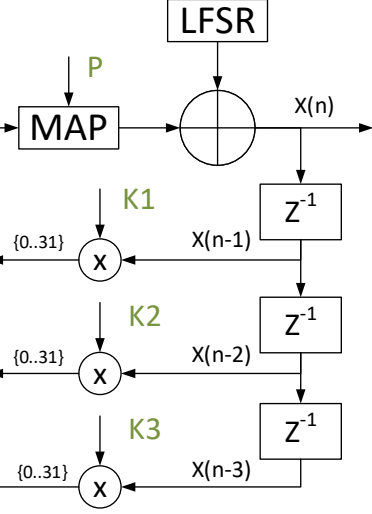 LFSR
P
MAP
X(n)
Z⁻¹
K1
{0..31}
x
X(n-1)
Z⁻¹
K2
{0..31}
x
X(n-2)
Z⁻¹
K3
{0..31}
x
X(n-3)